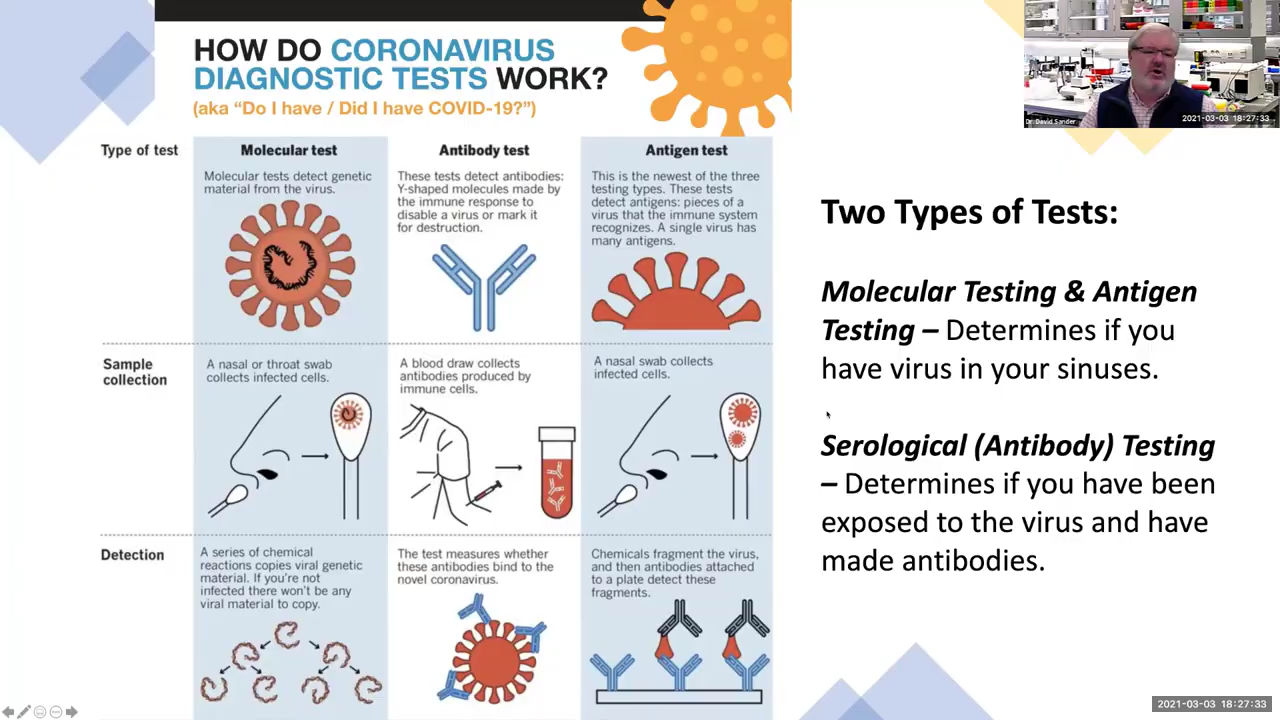 HOW DO CORONAVIRUS
DIAGNOSTIC TESTS WORK?
(aka “Do I have / Did I have COVID-19?”)
Type of test
Molecular test
Molecular tests detect genetic
material from the virus.
Antibody test
These tests detect antibodies:
Y-shaped molecules made by
the immune response to
disable a virus or mark it
for destruction.
Antigen test
This is the newest of the three
testing types. These tests
detect antigens: pieces of a
virus that the immune system
recognizes. A single virus has
many antigens.
Sample
collection
A nasal or throat swab
collects infected cells.
A blood draw collects
antibodies produced by
immune cells.
A nasal swab collects
infected cells.
Detection
A series of chemical
reactions copies viral genetic
material. If you’re not
infected there won’t be any
viral material to copy.
The test measures whether
these antibodies bind to the
novel coronavirus.
Chemicals fragment the virus,
and then antibodies attached
to a plate detect these
fragments.
Dr. David Sander
2021-03-03 18:27:33
Two Types of Tests:
Molecular Testing & Antigen
Testing – Determines if you
have virus in your sinuses.
Serological (Antibody) Testing
– Determines if you have been
exposed to the virus and have
made antibodies.
2021-03-03 18:27:33